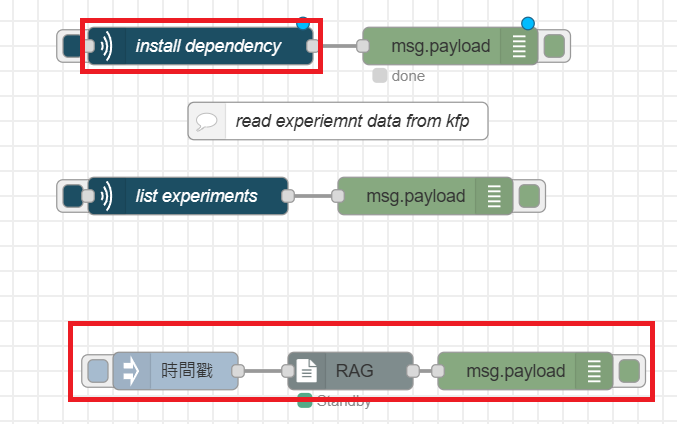 install dependency
msg.payload
done
read experiemnt data from kfp
list experiments
msg.payload
時間戳
RAG
msg.payload
Standby